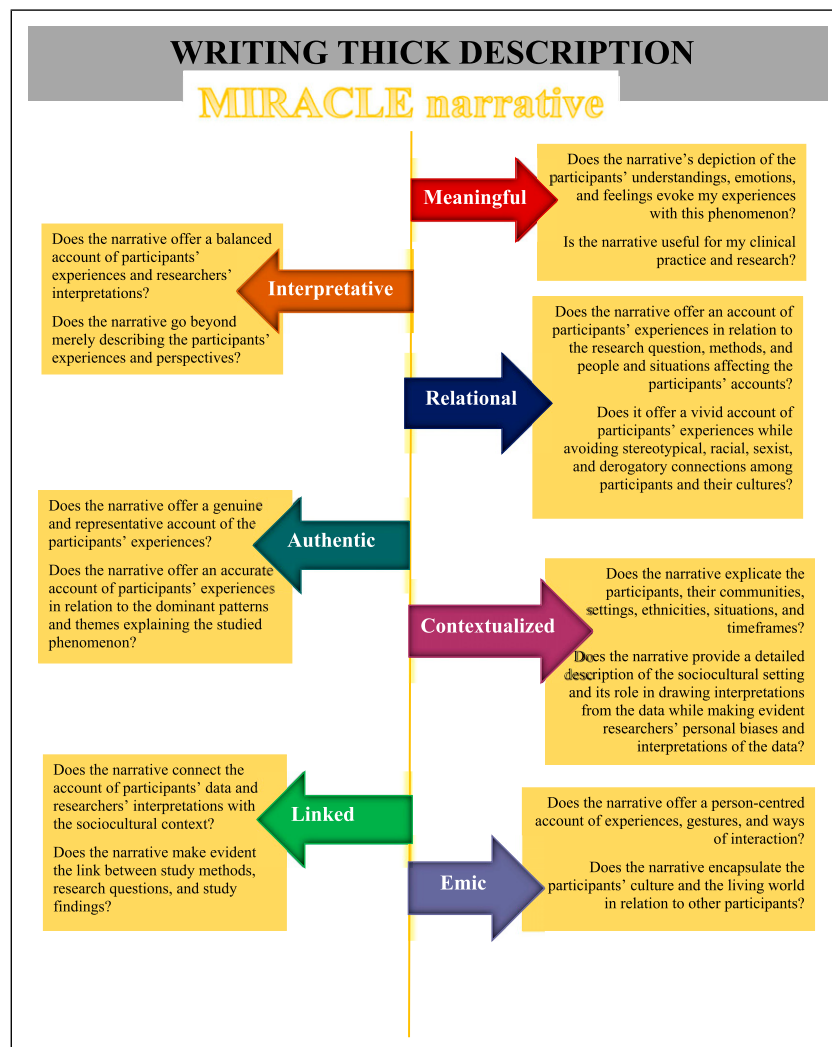 WRITING THICK DESCRIPTION
MIRACLE narrative
Meaningful
Does the narrative's depiction of the
participants' understandings, emotions,
and feelings evoke my experiences
with this phenomenon?
Is the narrative useful for my clinical
practice and research?
Interpretative
Does the narrative offer a balanced
account of participants'
experiences and researchers'
interpretations?
Does the narrative go beyond
merely describing the participants'
experiences and perspectives?
Relational
Does the narrative offer an account of
participants' experiences in relation to
the research question, methods, and
people and situations affecting the
participants' accounts?
Does it offer a vivid account of
participants' experiences while
avoiding stereotypical, racial, sexist,
and derogatory connections among
participants and their cultures?
Authentic
Does the narrative offer a genuine
and representative account of the
participants' experiences?
Does the narrative offer an accurate
account of participants' experiences
in relation to the dominant patterns
and themes explaining the studied
phenomenon?
Contextualized
Does the narrative explicate the
participants, their communities,
settings, ethnicities, situations, and
timeframes?
Does the narrative provide a detailed
description of the sociocultural setting
and its role in drawing interpretations
from the data while making evident
researchers' personal biases and
interpretations of the data?
Linked
Does the narrative connect the
account of participants' data and
researchers' interpretations with
the sociocultural context?
Does the narrative make evident
the link between study methods,
research questions, and study
findings?
Emic
Does the narrative offer a person-centred
account of experiences, gestures, and ways
of interaction?
Does the narrative encapsulate the
participants' culture and the living world
in relation to other participants?